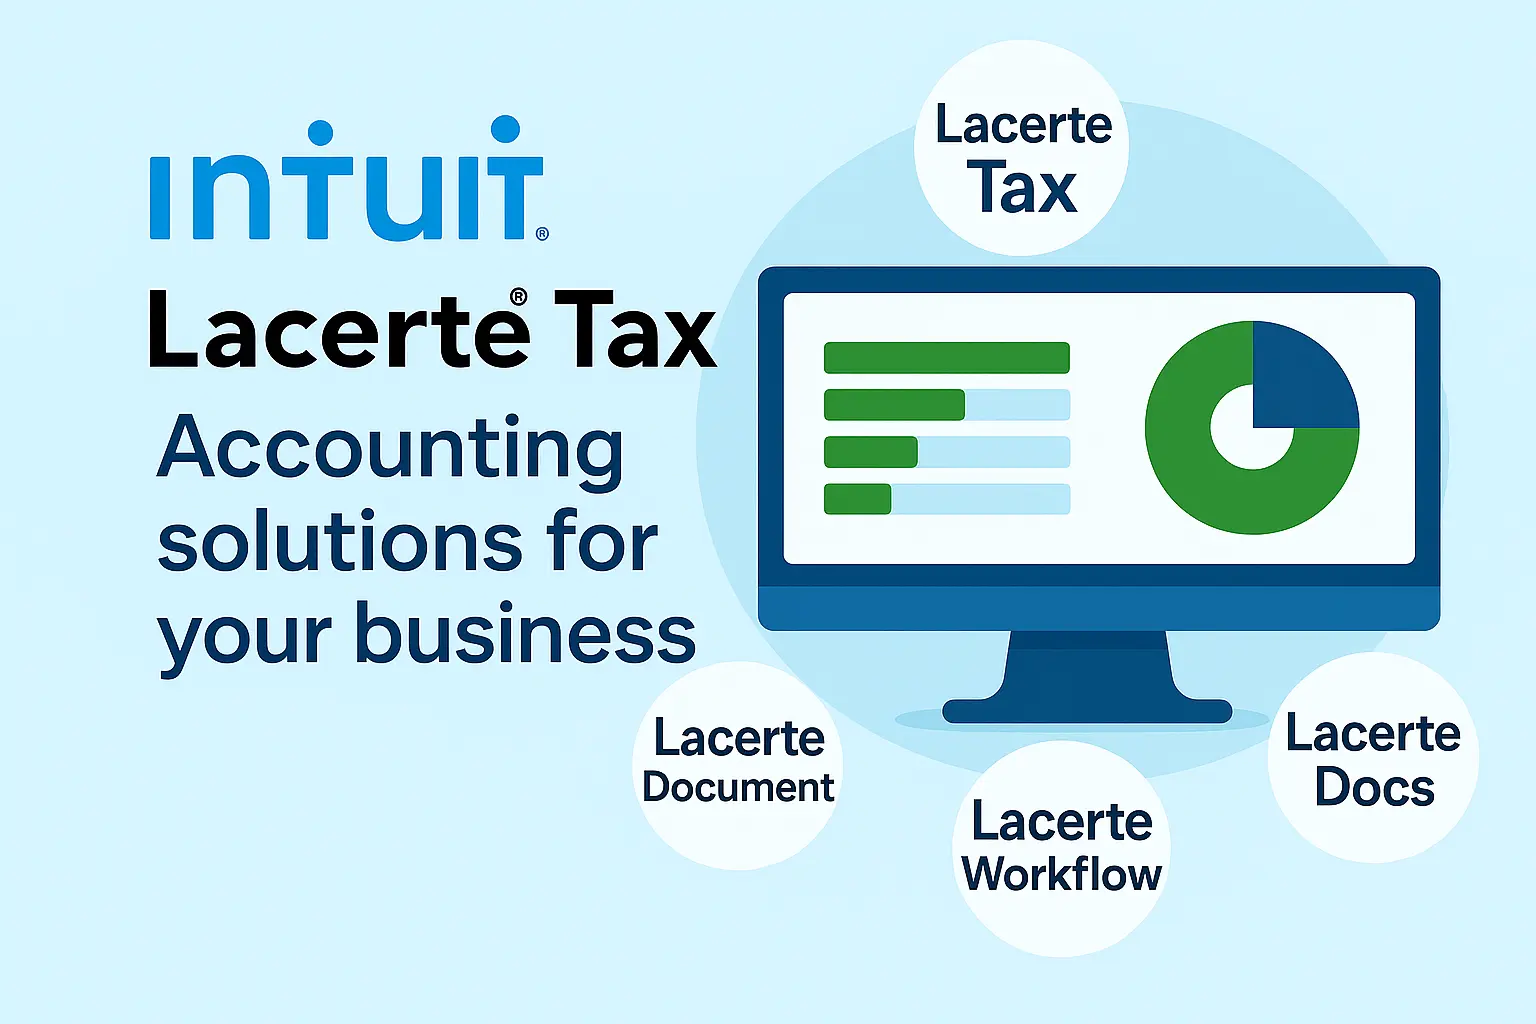 INTUIT®
Lacerte® Tax
Accounting
solutions for
your business
Lacerte
Tax
Lacerte
Document
Lacerte
Workflow
Lacerte
Docs